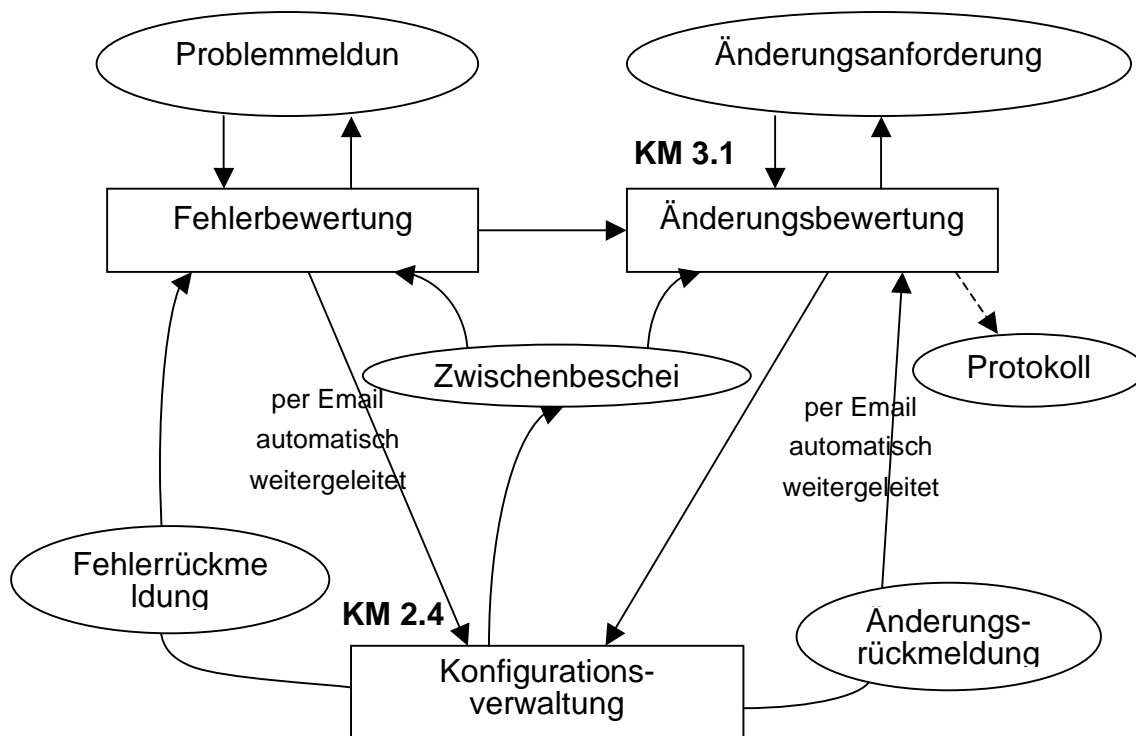 Problemmeldun
Änderungsanforderung
KM 3.1
Fehlerbewertung
Änderungsbewertung
Zwischenbeschei
Protokoll
per Email
automatisch
weitergeleitet
per Email
automatisch
weitergeleitet
Fehlerrückme
ldung
KM 2.4
Änderungs-
rückmeldung
Konfigurations-
verwaltung